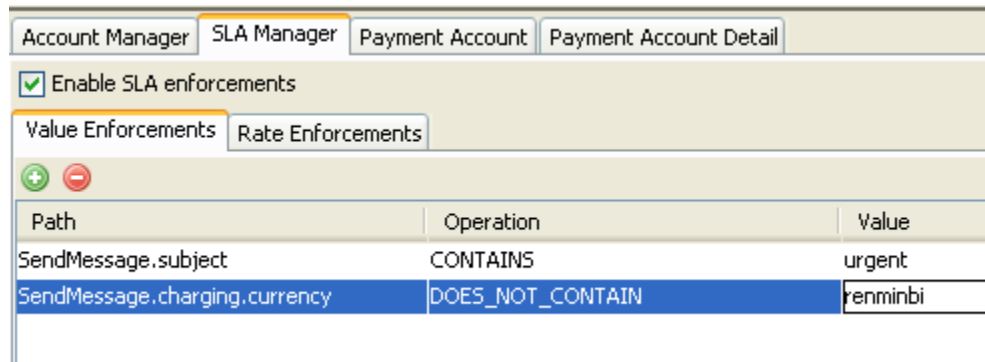 Account Manager SLA Manager Payment Account Payment Account Detail
Enable SLA enforcements
Value Enforcements Rate Enforcements
Path Operation Value
SendMessage.subject CONTAINS urgent
SendMessage.charging.currency DOES_NOT_CONTAIN renminbi